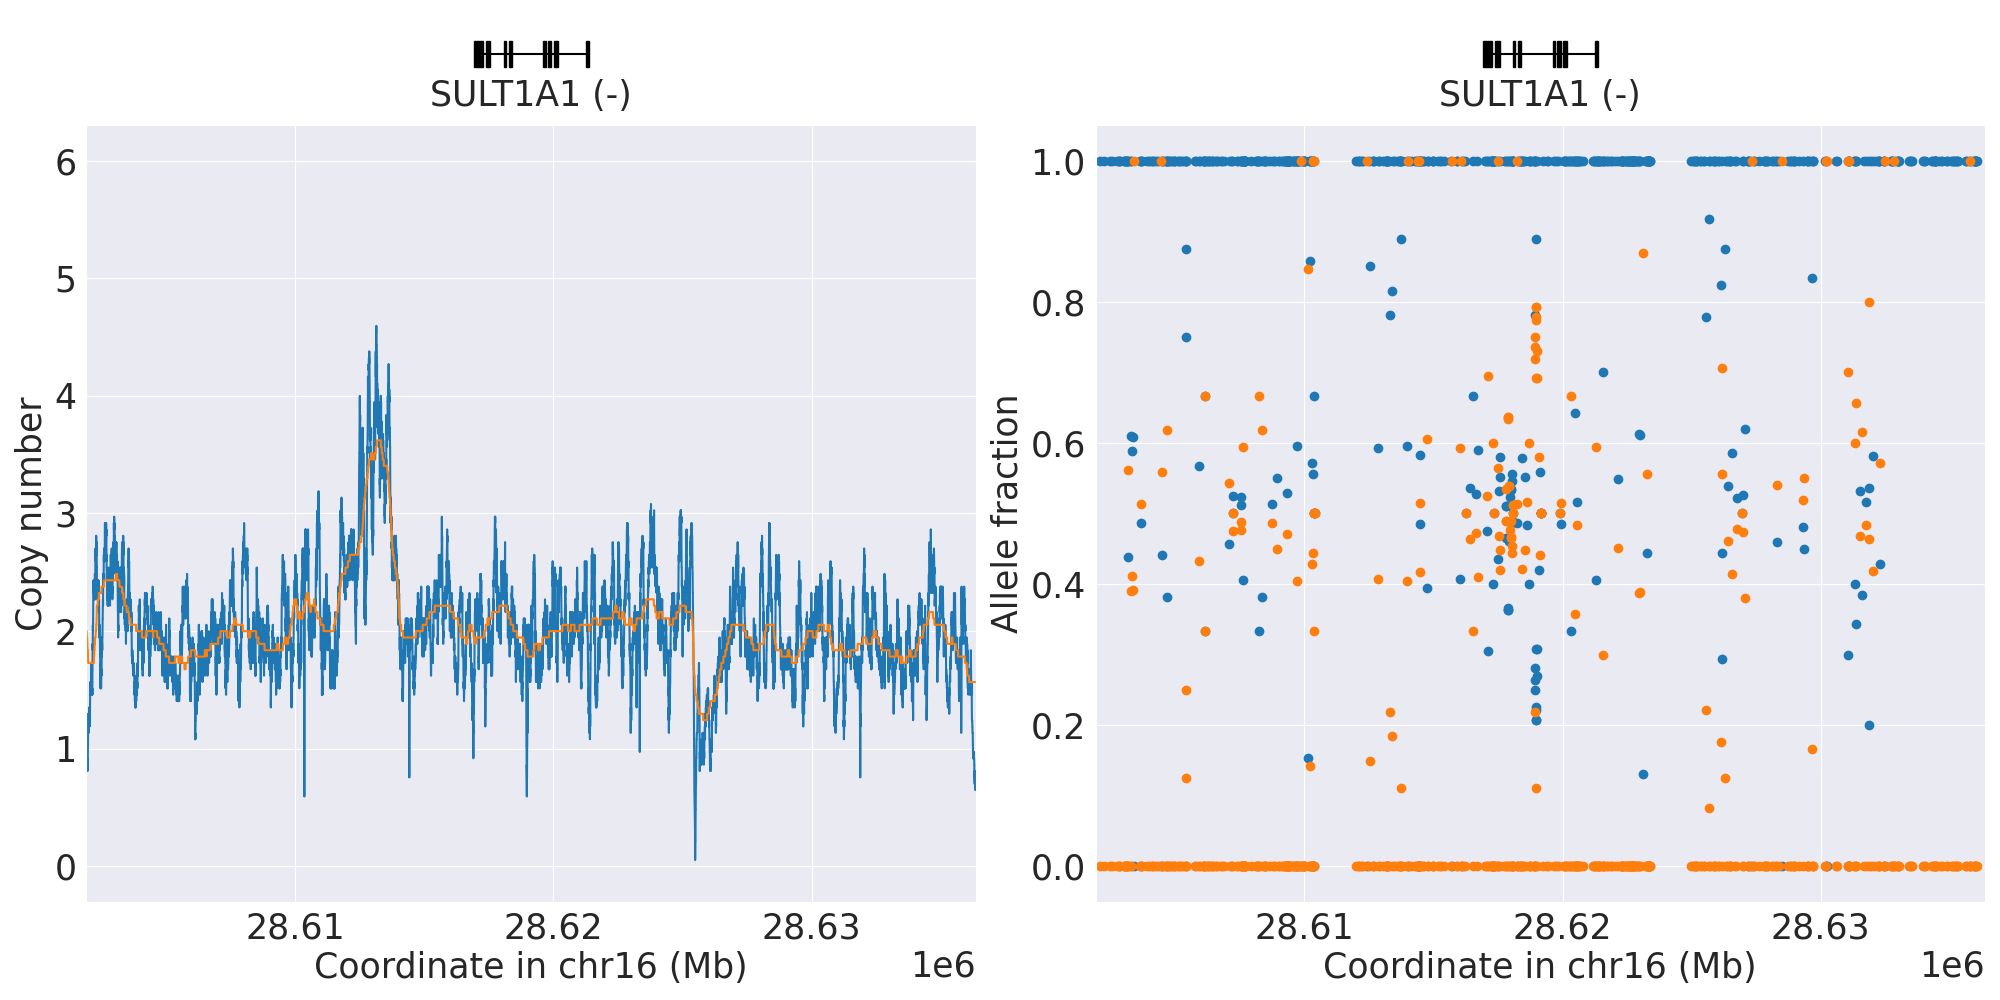 SULT1A1 (-)
6
5
4
3
2
1
0
Copy number
28.61
28.62
28.63
Coordinate in chr16 (Mb)
1e6
SULT1A1 (-)
1.0
0.8
0.6
0.4
0.2
0.0
Allele fraction
28.61
28.62
28.63
Coordinate in chr16 (Mb)
1e6